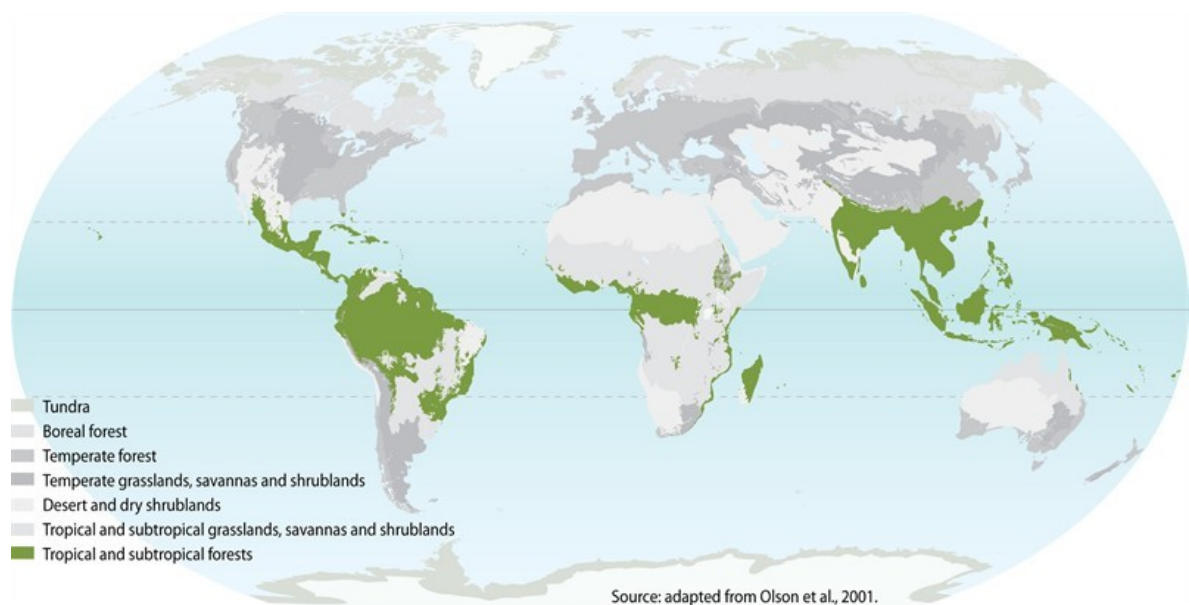 Tundra
Boreal forest
Temperate forest
Temperate grasslands, savannas and shrublands
Desert and dry shrublands
Tropical and subtropical grasslands, savannas and shrublands
Tropical and subtropical forests
Source: adapted from Olson et al., 2001.